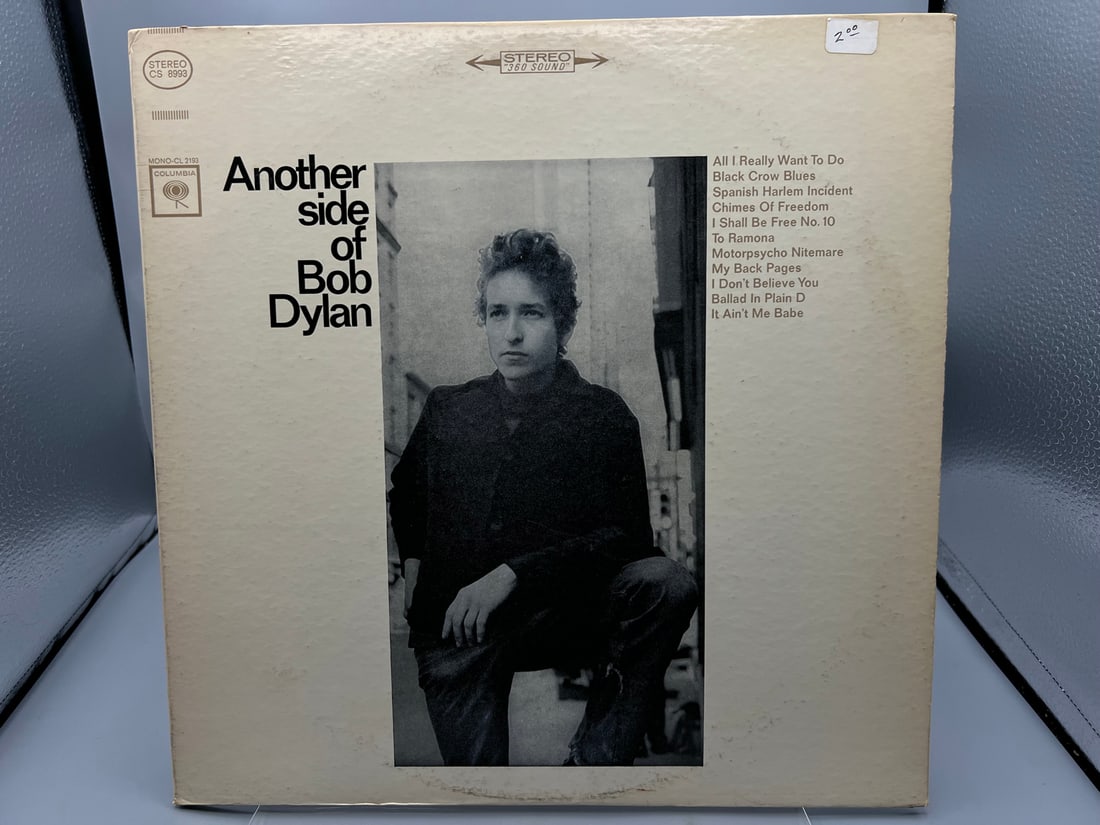 STEREO
CS 8993
STEREO
"360 SOUND"
2.00
MONO-CL 2193
COLUMBIA
Another
side
of
Bob
Dylan
All I Really Want To Do
Black Crow Blues
Spanish Harlem Incident
Chimes Of Freedom
I Shall Be Free No. 10
To Ramona
Motorpsycho Nitemare
My Back Pages
I Don't Believe You
Ballad In Plain D
It Ain't Me Babe